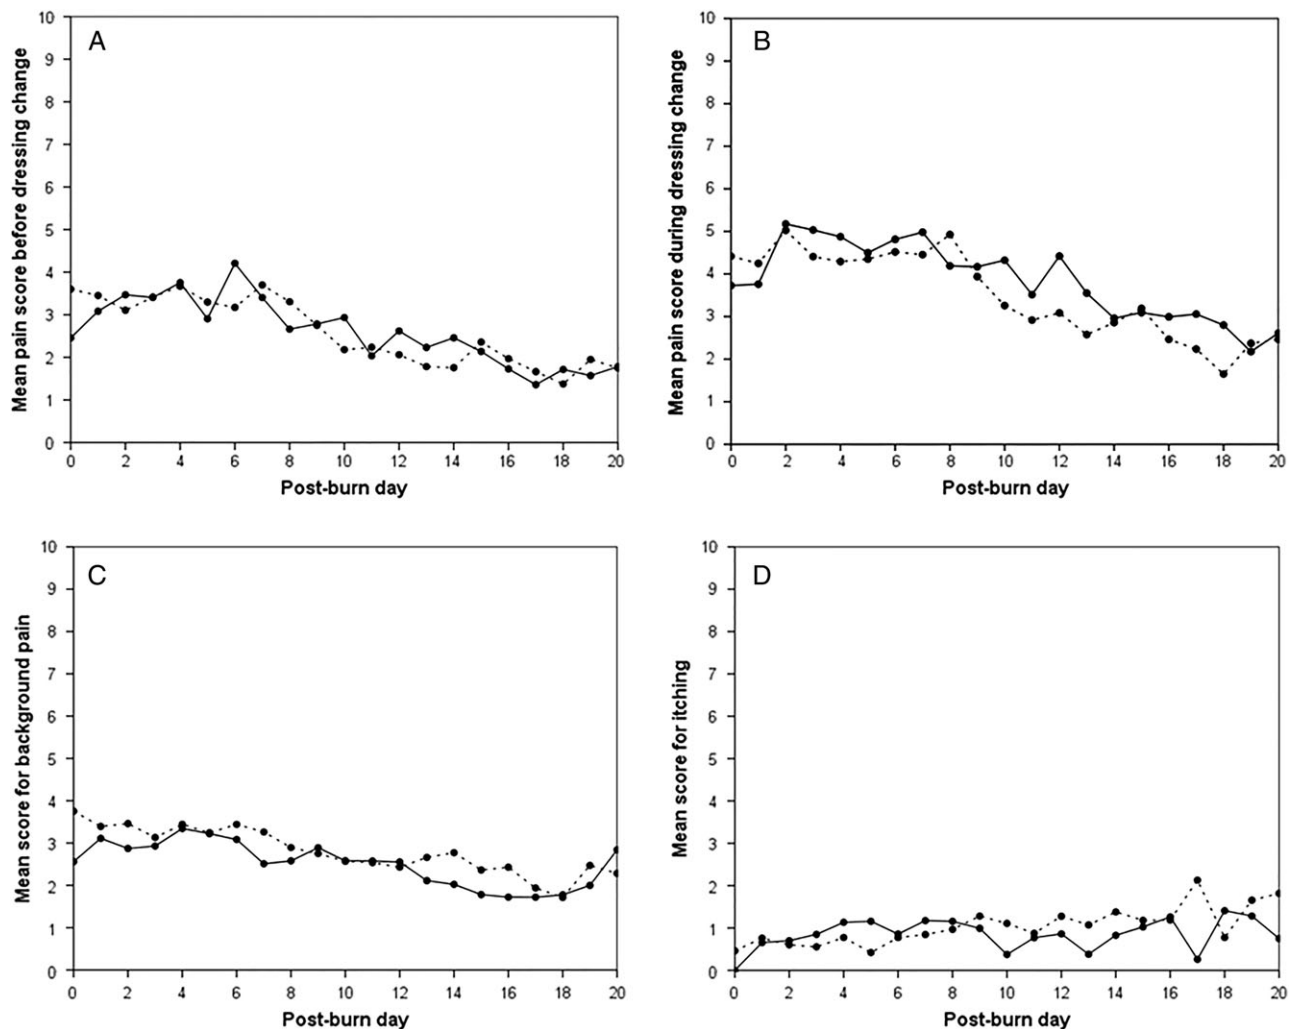 A
Mean pain score before dressing change
10
9
8
7
6
5
4
3
2
1
0
0 2 4 6 8 10 12 14 16 18 20
Post-burn day
B
Mean pain score during dressing change
10
9
8
7
6
5
4
3
2
1
0
0 2 4 6 8 10 12 14 16 18 20
Post-burn day
C
Mean score for background pain
10
9
8
7
6
5
4
3
2
1
0
0 2 4 6 8 10 12 14 16 18 20
Post-burn day
D
Mean score for itching
10
9
8
7
6
5
4
3
2
1
0
0 2 4 6 8 10 12 14 16 18 20
Post-burn day